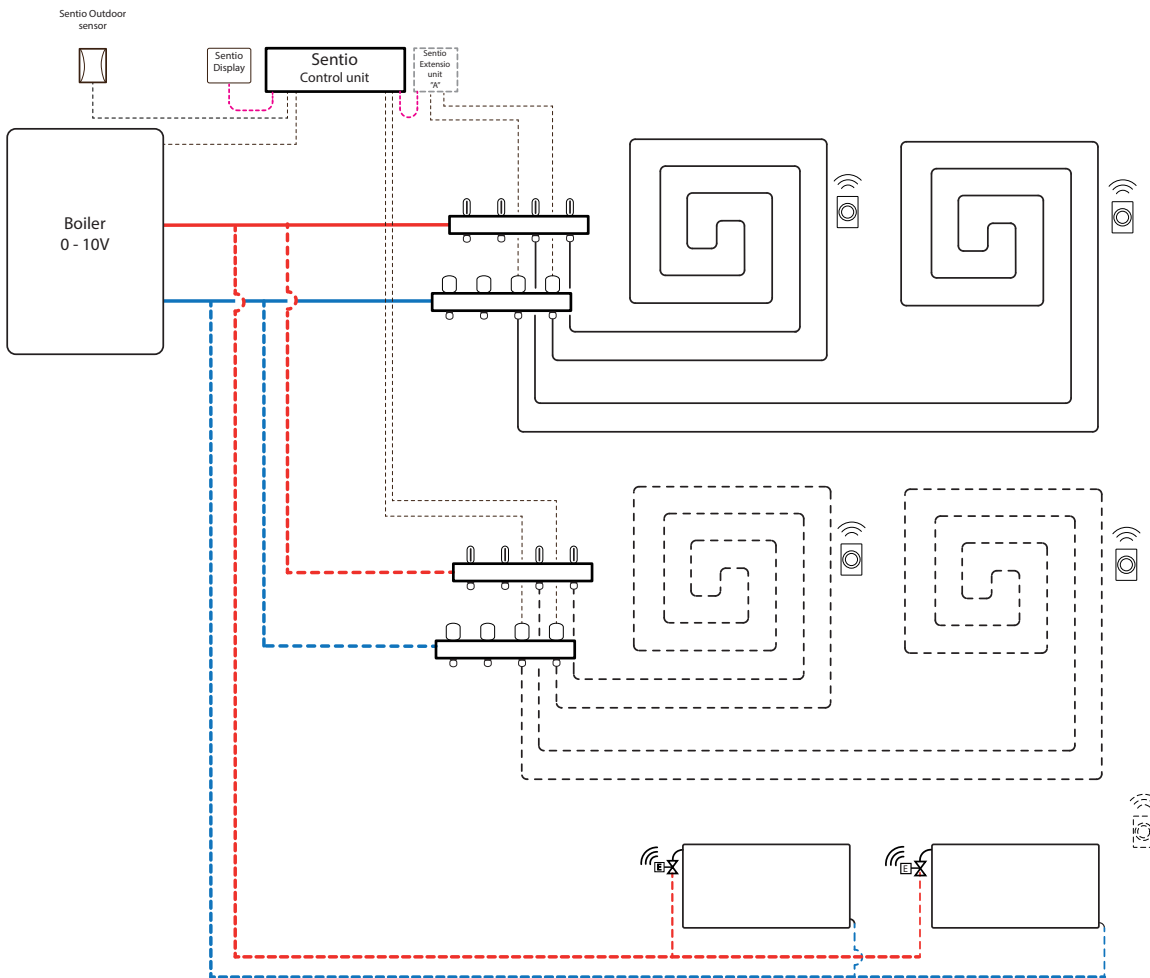 Sentio Outdoor
sensor
Sentio
Display
Sentio
Control unit
Sentio
Extensio
unit
"A"
Boiler
0 - 10V
E
E